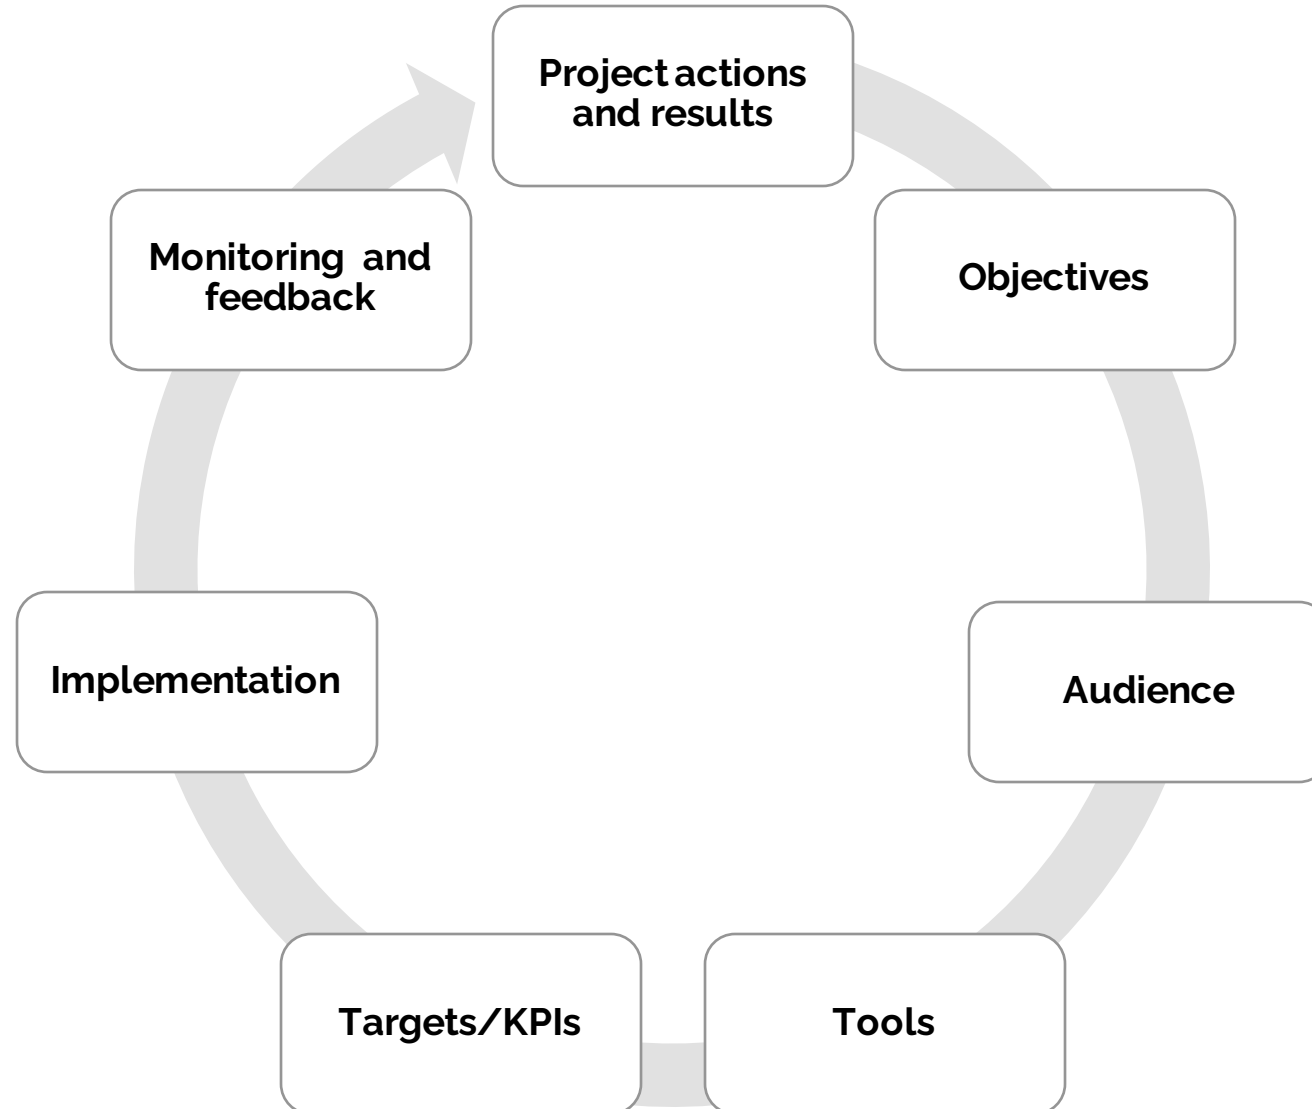 Project actions
and results
Objectives
Audience
Tools
Targets/KPIs
Implementation
Monitoring and
feedback